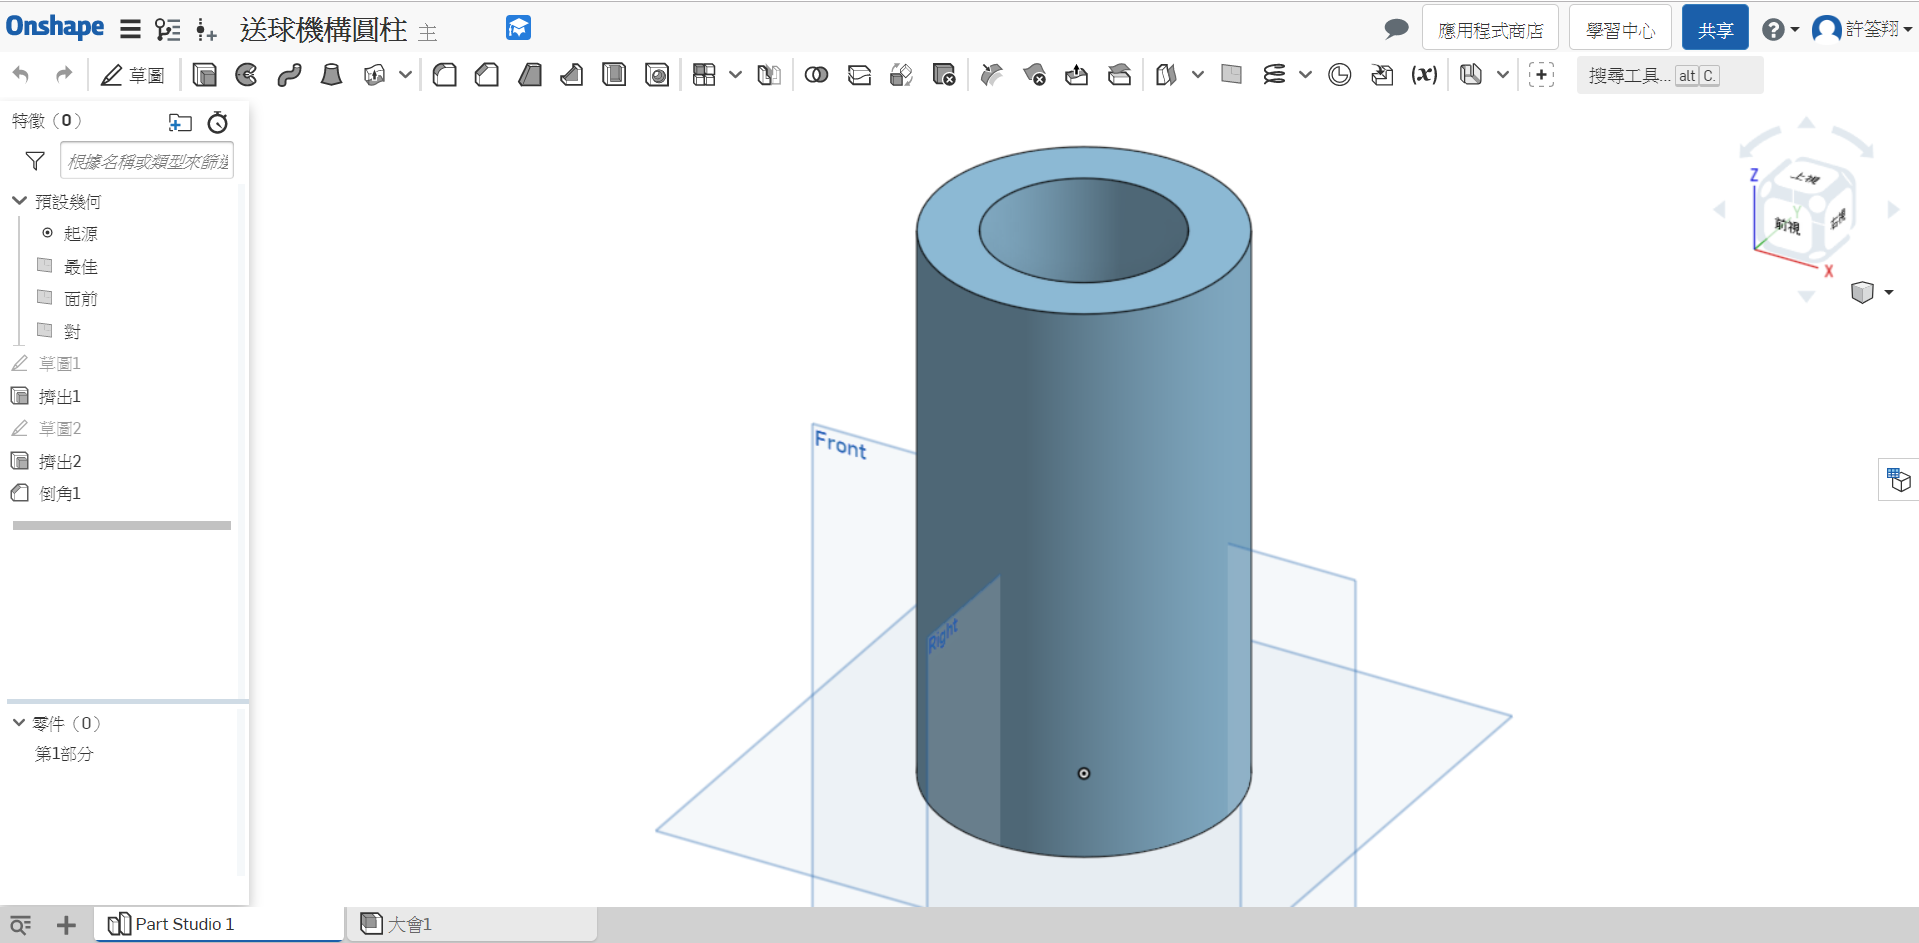 Onshape 送球機構圓柱 主 應用程式商店 學習中心 共享 許筌翔
草圖 (x) 搜尋工具... alt C.
特徵（0）
根據名稱或類型來篩選
預設幾何
起源
最佳
面前
對
草圖1
擠出1
草圖2
擠出2
倒角1
零件（0）
第1部分
Front
Right
Z
上視
Y
前視
右視
X
Part Studio 1 大會1